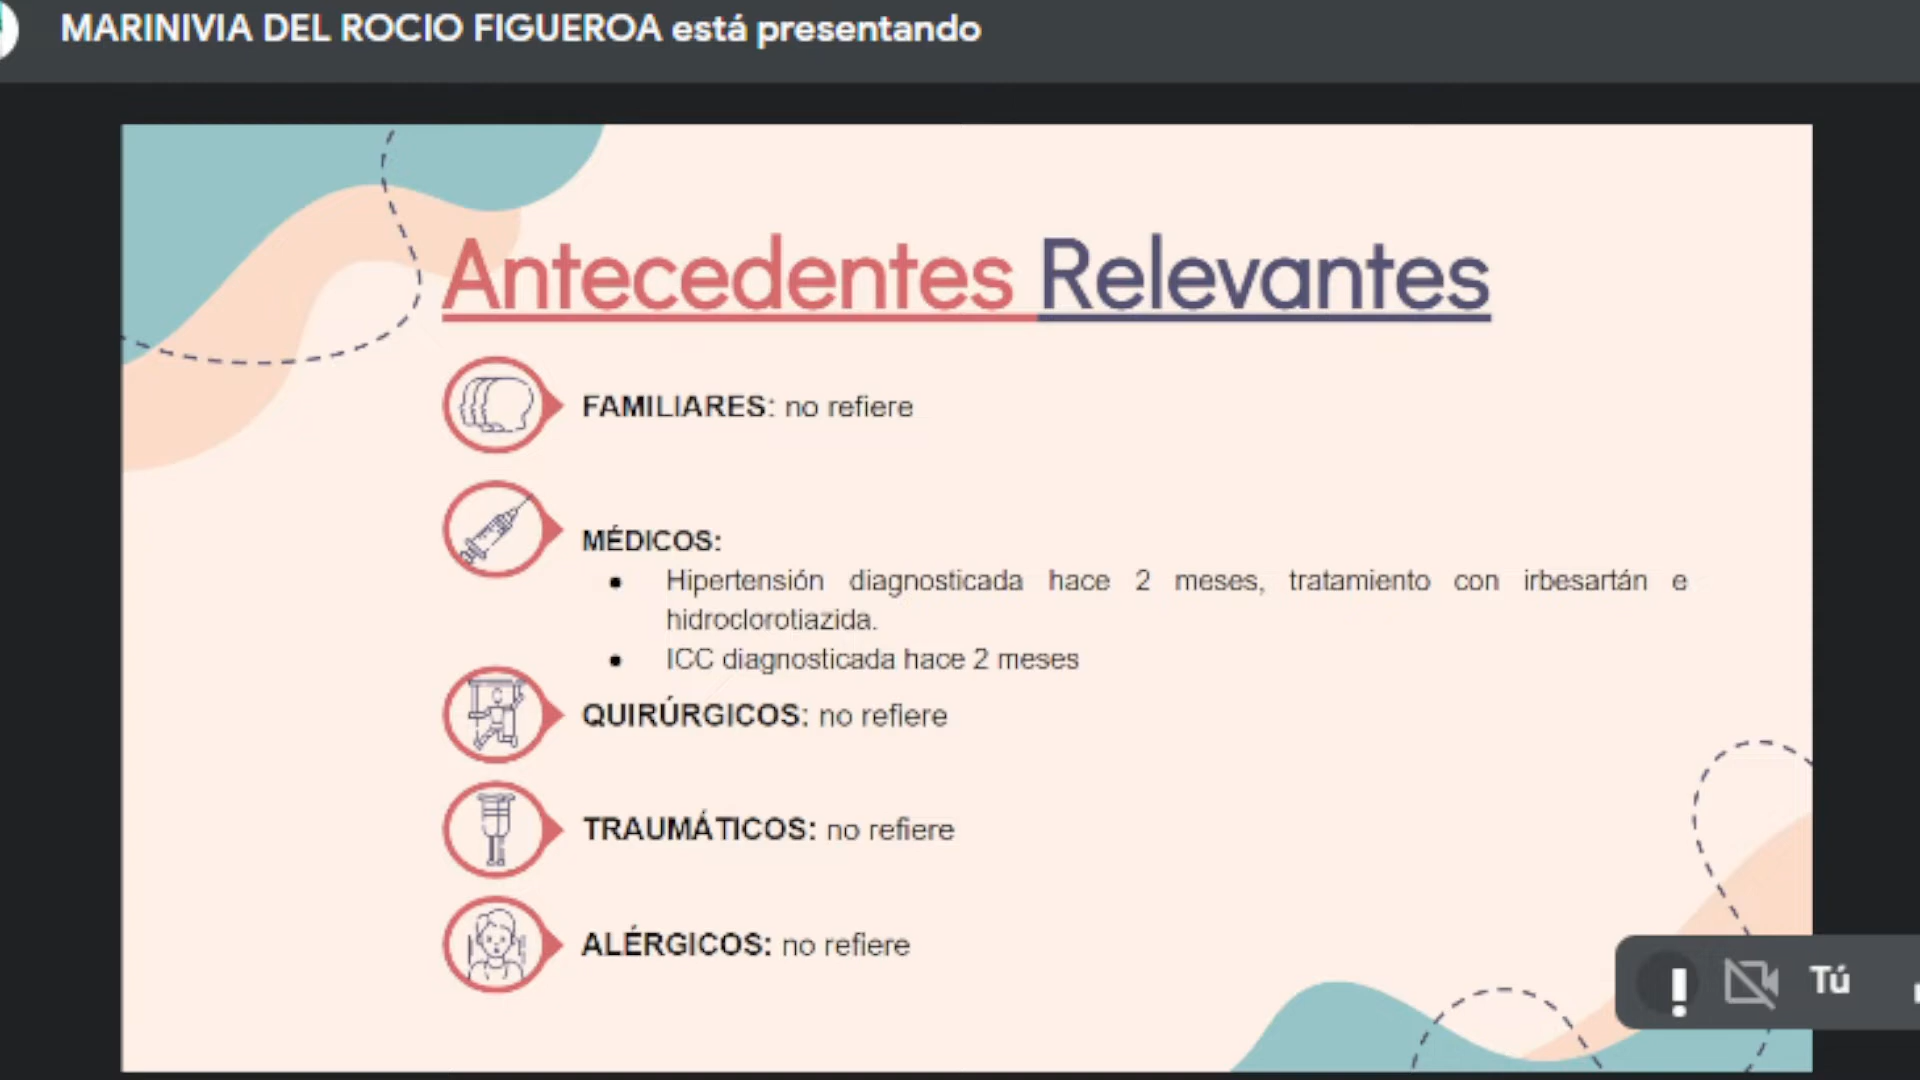 MARINIVIA DEL ROCIO FIGUEROA está presentando
Antecedentes Relevantes
FAMILIARES: no refiere
MÉDICOS:
● Hipertensión diagnosticada hace 2 meses, tratamiento con irbesartán e
hidroclorotiazida.
● ICC diagnosticada hace 2 meses
QUIRÚRGICOS: no refiere
TRAUMÁTICOS: no refiere
ALÉRGICOS: no refiere
Tú